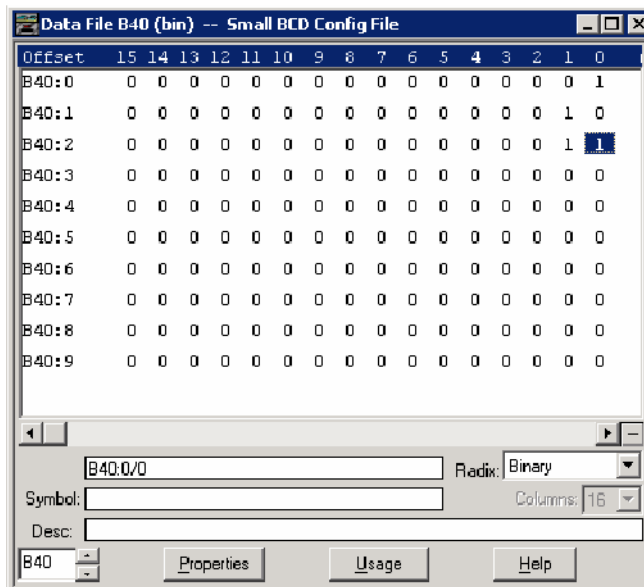 Data File B40 (bin) -- Small BCD Config File
Offset 15 14 13 12 11 10 9 8 7 6 5 4 3 2 1 0
B40:0 0 0 0 0 0 0 0 0 0 0 0 0 0 0 0 1
B40:1 0 0 0 0 0 0 0 0 0 0 0 0 0 0 1 0
B40:2 0 0 0 0 0 0 0 0 0 0 0 0 0 0 1 1
B40:3 0 0 0 0 0 0 0 0 0 0 0 0 0 0 0 0
B40:4 0 0 0 0 0 0 0 0 0 0 0 0 0 0 0 0
B40:5 0 0 0 0 0 0 0 0 0 0 0 0 0 0 0 0
B40:6 0 0 0 0 0 0 0 0 0 0 0 0 0 0 0 0
B40:7 0 0 0 0 0 0 0 0 0 0 0 0 0 0 0 0
B40:8 0 0 0 0 0 0 0 0 0 0 0 0 0 0 0 0
B40:9 0 0 0 0 0 0 0 0 0 0 0 0 0 0 0 0
B40:0/0 Radix: Binary
Symbol: Columns: 16
Desc:
B40 Properties Usage Help